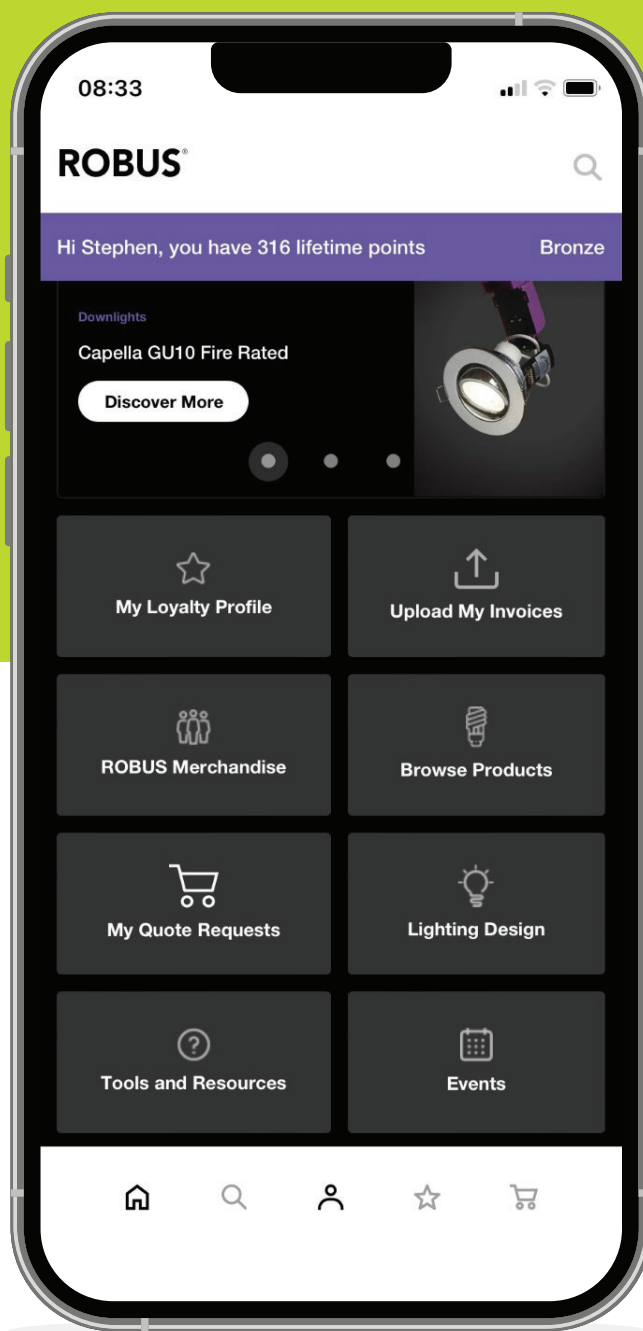 08:33
ROBUS®
Hi Stephen, you have 316 lifetime points Bronze
Downlights
Capella GU10 Fire Rated
Discover More
My Loyalty Profile
Upload My Invoices
ROBUS Merchandise
Browse Products
My Quote Requests
Lighting Design
Tools and Resources
Events